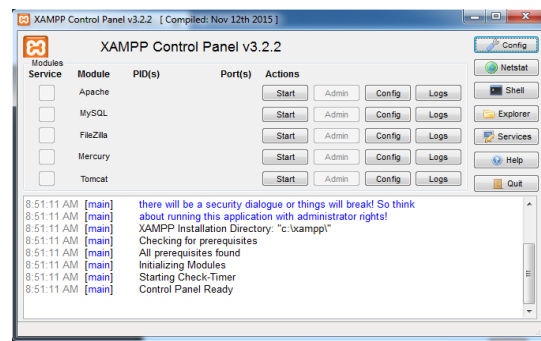 XAMPP Control Panel v3.2.2 [ Compiled: Nov 12th 2015 ]
XAMPP Control Panel v3.2.2
Config
Modules
Service Module PID(s) Port(s) Actions
Netstat
Apache Start Admin Config Logs
Shell
MySQL Start Admin Config Logs
Explorer
FileZilla Start Admin Config Logs
Services
Mercury Start Admin Config Logs
Help
Tomcat Start Admin Config Logs
Quit
8:51:11 AM [main] there will be a security dialogue or things will break! So think
8:51:11 AM [main] about running this application with administrator rights!
8:51:11 AM [main] XAMPP Installation Directory: "c:\xampp\"
8:51:11 AM [main] Checking for prerequisites
8:51:11 AM [main] All prerequisites found
8:51:11 AM [main] Initializing Modules
8:51:11 AM [main] Starting Check-Timer
8:51:11 AM [main] Control Panel Ready